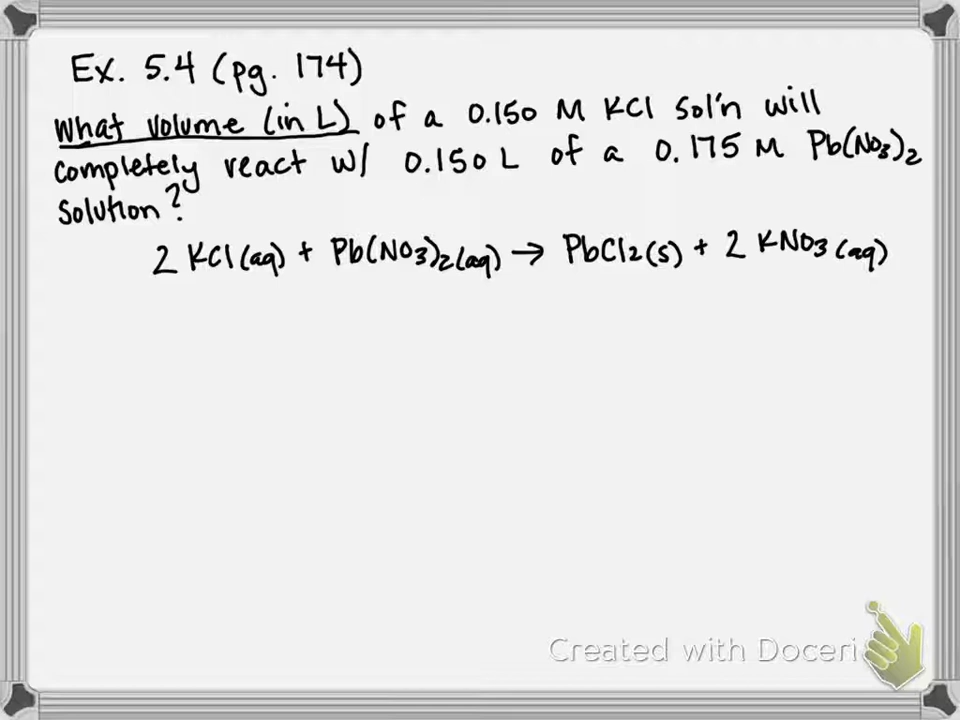 Ex. 5.4 (pg. 174)
What volume (in L) of a 0.150 M KCl sol'n will
completely react w/ 0.150 L of a 0.175 M Pb(NO3)2
Solution?
2 KCl(aq) + Pb(NO3)2(aq) → PbCl2(s) + 2 KNO3(aq)
Created with Doceri